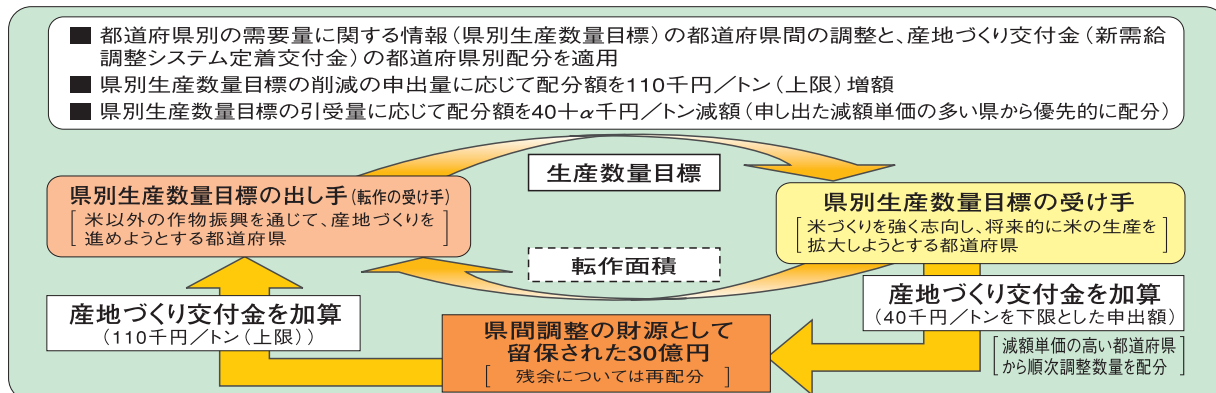 ■ 都道府県別の需要量に関する情報（県別生産数量目標）の都道府県間の調整と、産地づくり交付金（新需給
調整システム定着交付金）の都道府県別配分を適用
■ 県別生産数量目標の削減の申出量に応じて配分額を110千円／トン（上限）増額
■ 県別生産数量目標の引受量に応じて配分額を40＋α千円／トン減額（申し出た減額単価の多い県から優先的に配分）
生産数量目標
県別生産数量目標の出し手（転作の受け手）
［米以外の作物振興を通じて、産地づくりを
進めようとする都道府県］
県別生産数量目標の受け手
［米づくりを強く志向し、将来的に米の生産を
拡大しようとする都道府県］
転作面積
産地づくり交付金を加算
（110千円／トン（上限））
産地づくり交付金を加算
（40千円／トンを下限とした申出額）
［減額単価の高い都道府県
から順次調整数量を配分］
県間調整の財源として
留保された30億円
［残余については再配分］